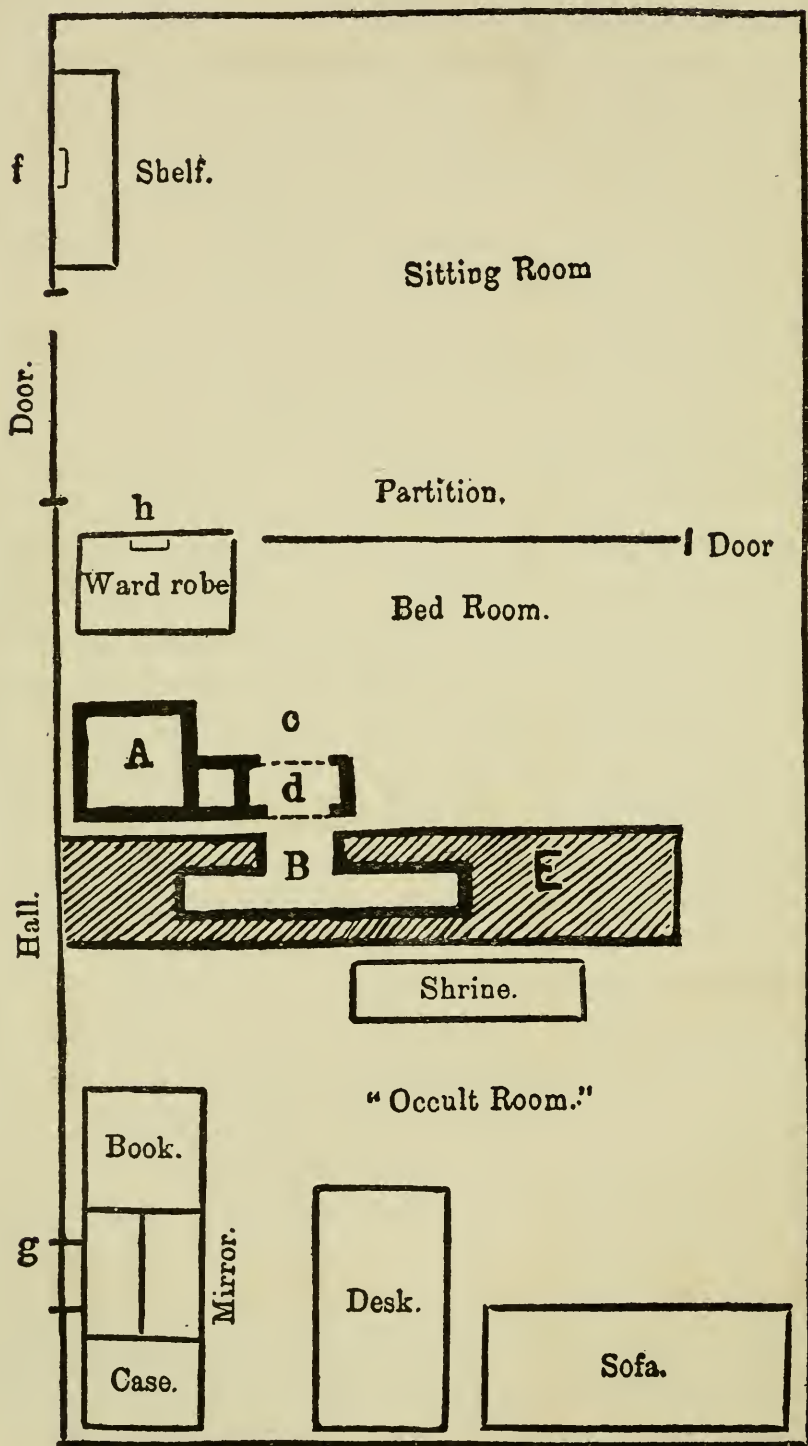 f
Shelf.
Sitting Room
Door.
Partition,
h
Door
Ward robe
Bed Room.
c
A
d
B
E
Hall.
Shrine.
"Occult Room."
Book.
g
Mirror.
Desk.
Case.
Sofa.